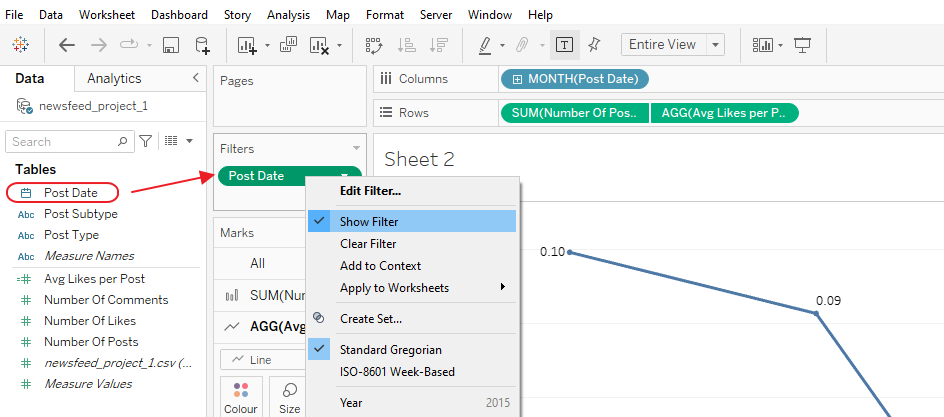 File Data Worksheet Dashboard Story Analysis Map Format Server Window Help
Entire View
Data Analytics
newsfeed_project_1
Search
Tables
Post Date
Abc Post Subtype
Abc Post Type
Abc Measure Names
Avg Likes per Post
Number Of Comments
Number Of Likes
Number Of Posts
newsfeed_project_1.csv (...
Measure Values
Pages
Filters
Post Date
Marks
All
SUM(Nu
AGG(Avg
Line
Colour Size
Edit Filter...
Show Filter
Clear Filter
Add to Context
Apply to Worksheets
Create Set...
Standard Gregorian
ISO-8601 Week-Based
Year 2015
Columns MONTH(Post Date)
Rows SUM(Number Of Pos.. AGG(Avg Likes per P..
Sheet 2
0.10
0.09